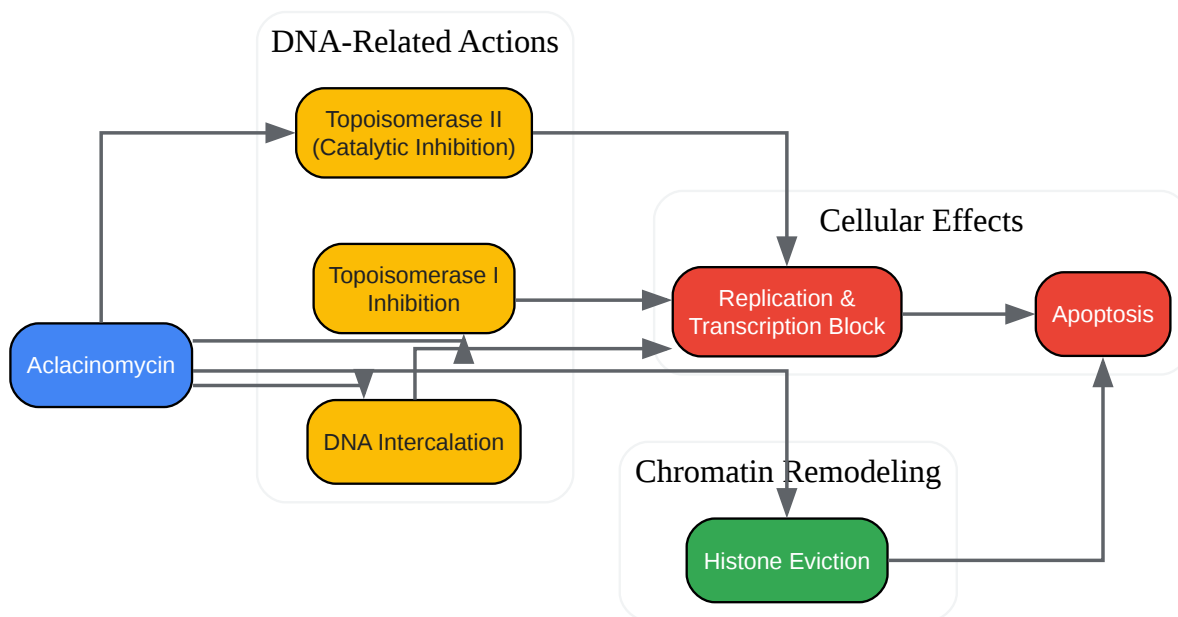 DNA-Related Actions
Topoisomerase II
(Catalytic Inhibition)
Cellular Effects
Topoisomerase I
Inhibition
Replication &
Transcription Block
Apoptosis
Aclacinomycin
DNA Intercalation
Chromatin Remodeling
Histone Eviction